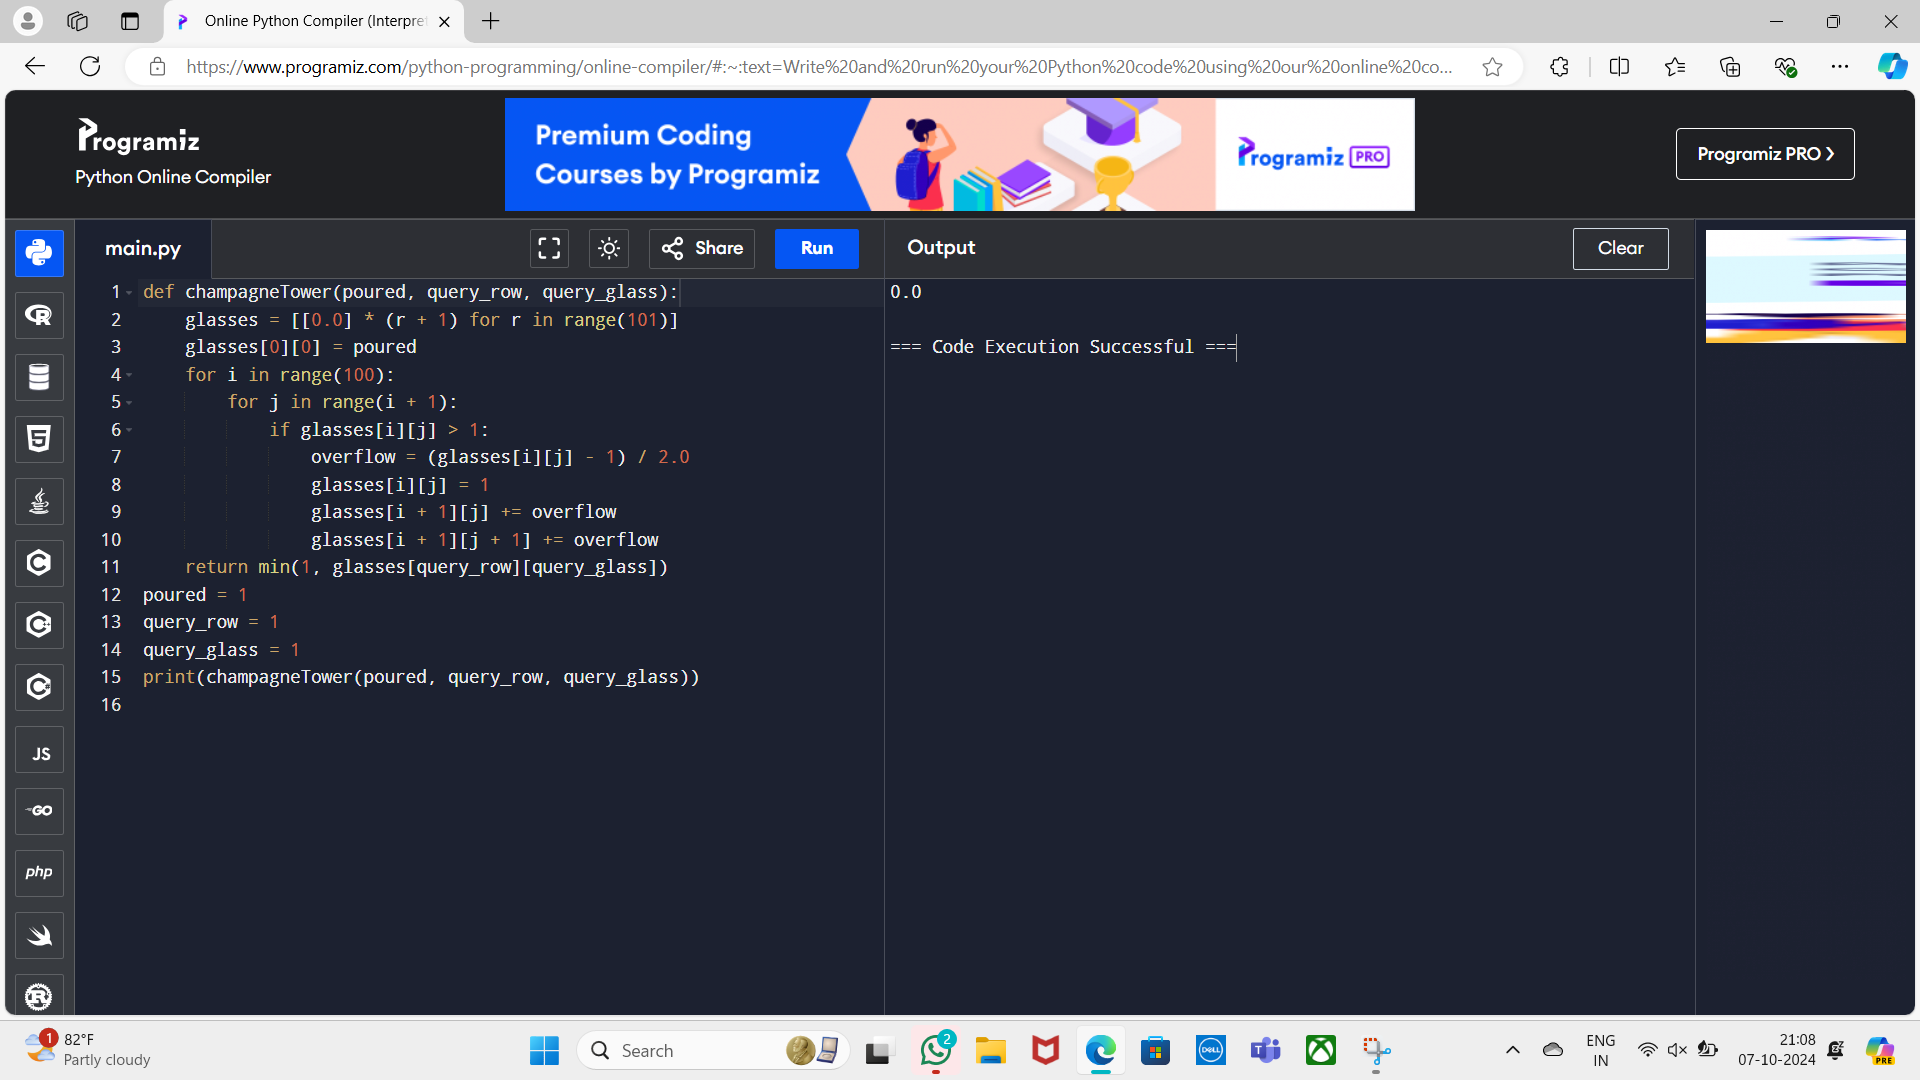 Online Python Compiler (Interpret
https://www.programiz.com/python-programming/online-compiler/#:~:text=Write%20and%20run%20your%20Python%20code%20using%20our%20online%20co...
Programiz
Python Online Compiler
Premium Coding
Courses by Programiz
Programiz PRO
Programiz PRO ❯
main.py
Share
Run
Output
Clear
1 def champagneTower(poured, query_row, query_glass):
2     glasses = [[0.0] * (r + 1) for r in range(101)]
3     glasses[0][0] = poured
4     for i in range(100):
5         for j in range(i + 1):
6             if glasses[i][j] > 1:
7                 overflow = (glasses[i][j] - 1) / 2.0
8                 glasses[i][j] = 1
9                 glasses[i + 1][j] += overflow
10                 glasses[i + 1][j + 1] += overflow
11     return min(1, glasses[query_row][query_glass])
12 poured = 1
13 query_row = 1
14 query_glass = 1
15 print(champagneTower(poured, query_row, query_glass))
16
0.0
=== Code Execution Successful ===
R
5
C
C++
C#
JS
GO
php
R
1
82°F
Partly cloudy
Search
2
DELL
ENG
IN
21:08
07-10-2024
PRE